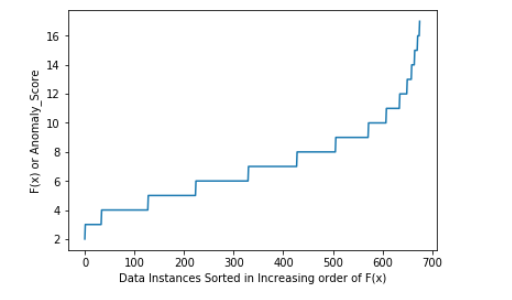 16
14
12
10
8
6
4
2
F(x) or Anomaly_Score
0 100 200 300 400 500 600 700
Data Instances Sorted in Increasing order of F(x)